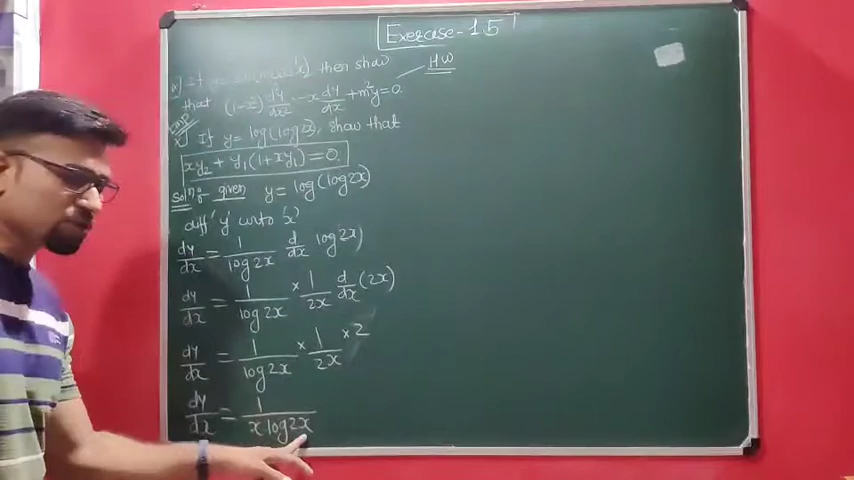 Exercise-1.5
then show HW
that (1-x²) d²y/dx² - x dy/dx + m²y = 0.
Imp
x) If y = log(log2x), show that
xy₂ + y₁(1+xy₁) = 0.
Solⁿ:- given y = log(log2x)
diff 'y' w.r.to 'x'
dy/dx = 1/log2x d/dx log2x)
dy/dx = 1/log2x × 1/2x d/dx (2x)
dy/dx = 1/log2x × 1/2x × 2
dy/dx = 1/x log2x